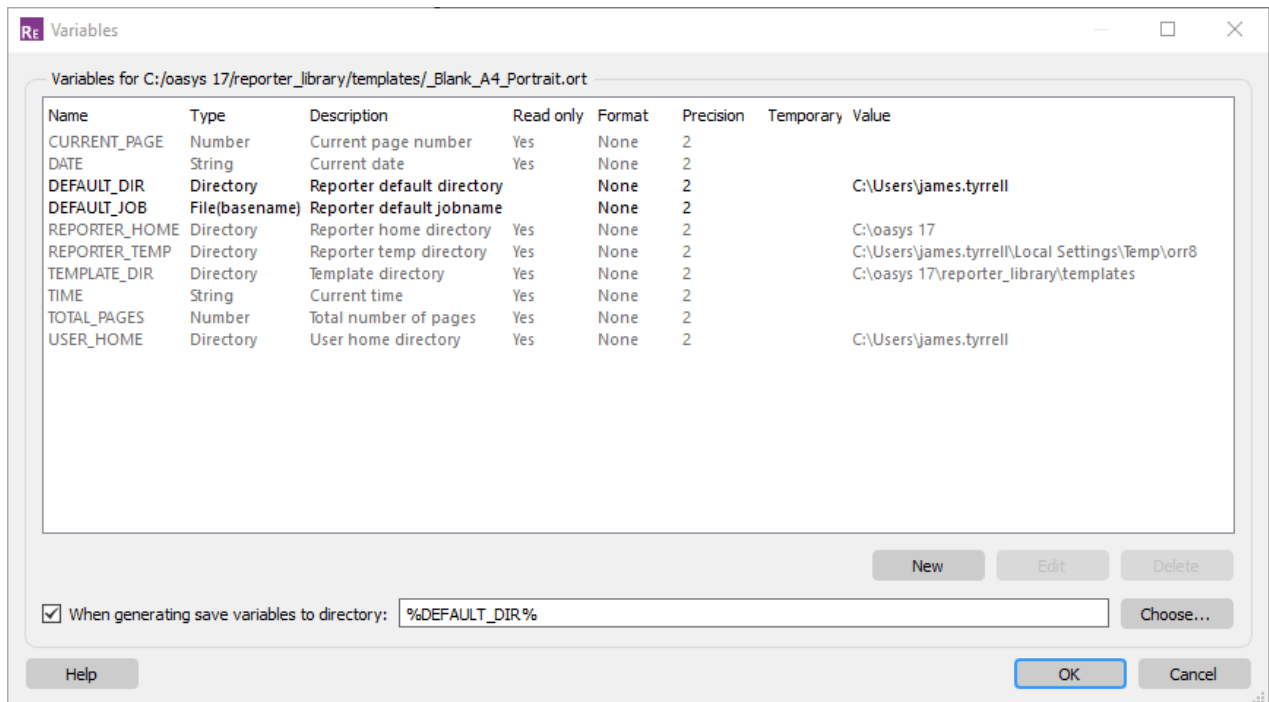 RE Variables
Variables for C:/oasys 17/reporter_library/templates/_Blank_A4_Portrait.ort
Name Type Description Read only Format Precision Temporary Value
CURRENT_PAGE Number Current page number Yes None 2
DATE String Current date Yes None 2
DEFAULT_DIR Directory Reporter default directory None 2 C:\Users\james.tyrrell
DEFAULT_JOB File(basename) Reporter default jobname None 2
REPORTER_HOME Directory Reporter home directory Yes None 2 C:\oasys 17
REPORTER_TEMP Directory Reporter temp directory Yes None 2 C:\Users\james.tyrrell\Local Settings\Temp\orr8
TEMPLATE_DIR Directory Template directory Yes None 2 C:\oasys 17\reporter_library\templates
TIME String Current time Yes None 2
TOTAL_PAGES Number Total number of pages Yes None 2
USER_HOME Directory User home directory Yes None 2 C:\Users\james.tyrrell
New Edit Delete
When generating save variables to directory: %DEFAULT_DIR% Choose...
Help OK Cancel